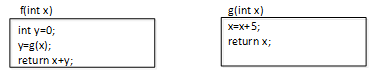 f(int x)
int y=0;
y=g(x);
return x+y;
g(int x)
x=x+5;
return x;